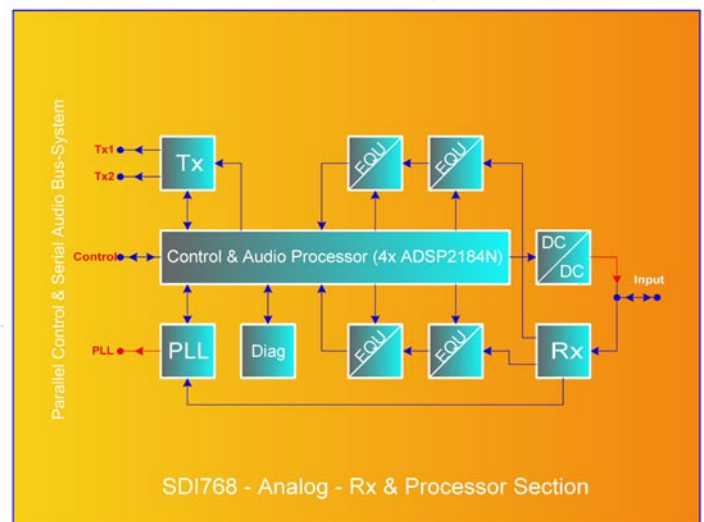 Parallel Control & Serial Audio Bus-System
Tx1
Tx2
Tx
EQU
EQU
Control
Control & Audio Processor (4x ADSP2184N)
DC
DC
Input
PLL
PLL
Diag
EQU
EQU
Rx
SDI768 - Analog - Rx & Processor Section